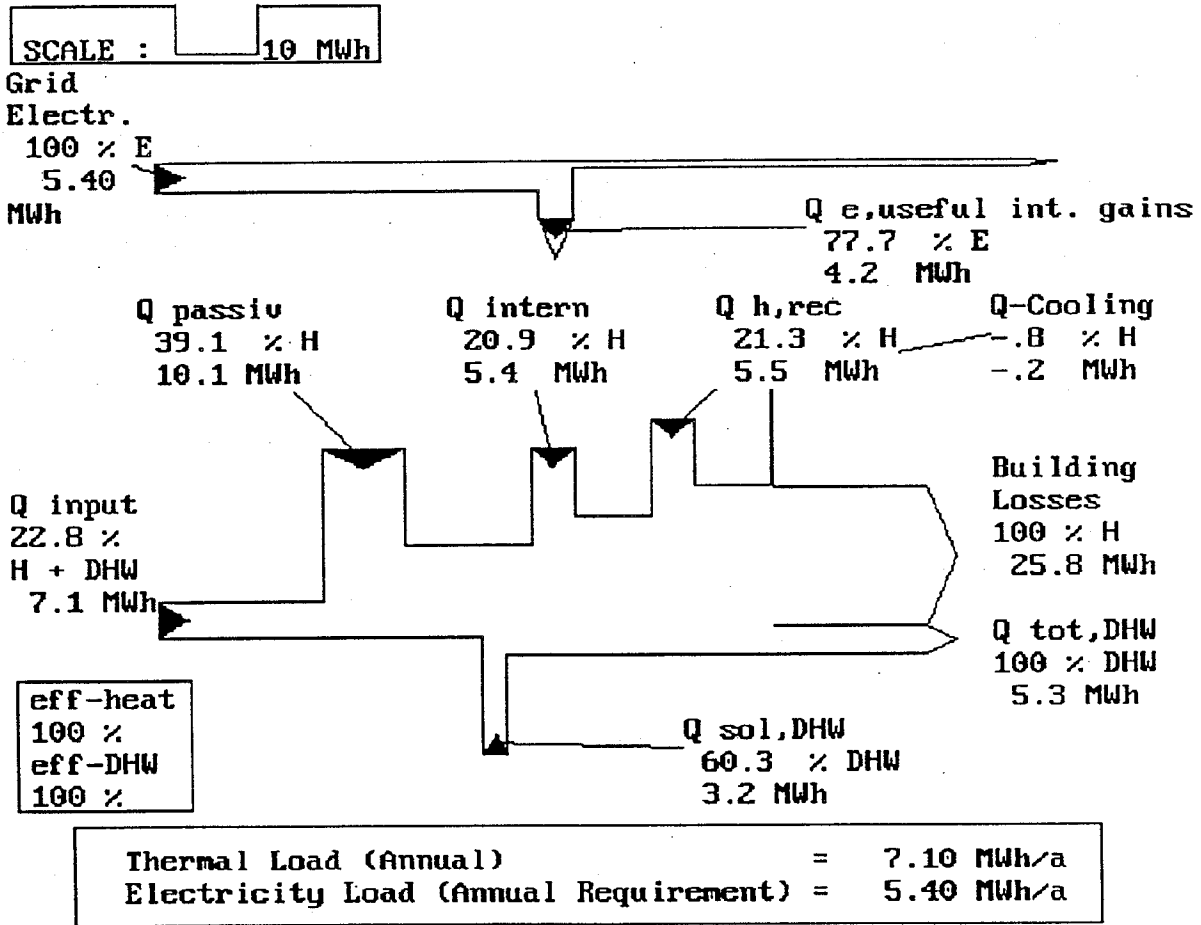 SCALE : 10 MWh
Grid
Electr.
100 % E
5.40
MWh
Q e,useful int. gains
77.7 % E
4.2 MWh
Q passiv
39.1 % H
10.1 MWh
Q intern
20.9 % H
5.4 MWh
Q h,rec
21.3 % H
5.5 MWh
Q-Cooling
-.8 % H
-.2 MWh
Q input
22.8 %
H + DHW
7.1 MWh
Building
Losses
100 % H
25.8 MWh
Q tot,DHW
100 % DHW
5.3 MWh
eff-heat
100 %
eff-DHW
100 %
Q sol,DHW
60.3 % DHW
3.2 MWh
Thermal Load (Annual) = 7.10 MWh/a
Electricity Load (Annual Requirement) = 5.40 MWh/a